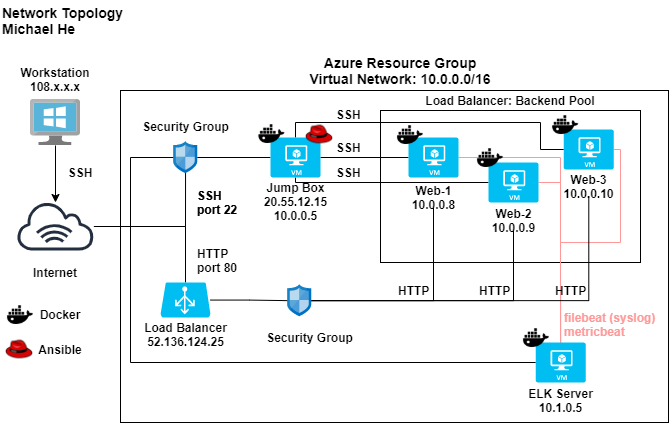 Network Topology
Michael He
Azure Resource Group
Virtual Network: 10.0.0.0/16
Workstation
108.x.x.x
SSH
Internet
Docker
Ansible
Security Group
SSH
port 22
HTTP
port 80
Load Balancer
52.136.124.25
Security Group
VM
Jump Box
20.55.12.15
10.0.0.5
SSH
SSH
SSH
Load Balancer: Backend Pool
VM
Web-1
10.0.0.8
VM
Web-2
10.0.0.9
VM
Web-3
10.0.0.10
HTTP
HTTP
HTTP
filebeat (syslog)
metricbeat
VM
ELK Server
10.1.0.5